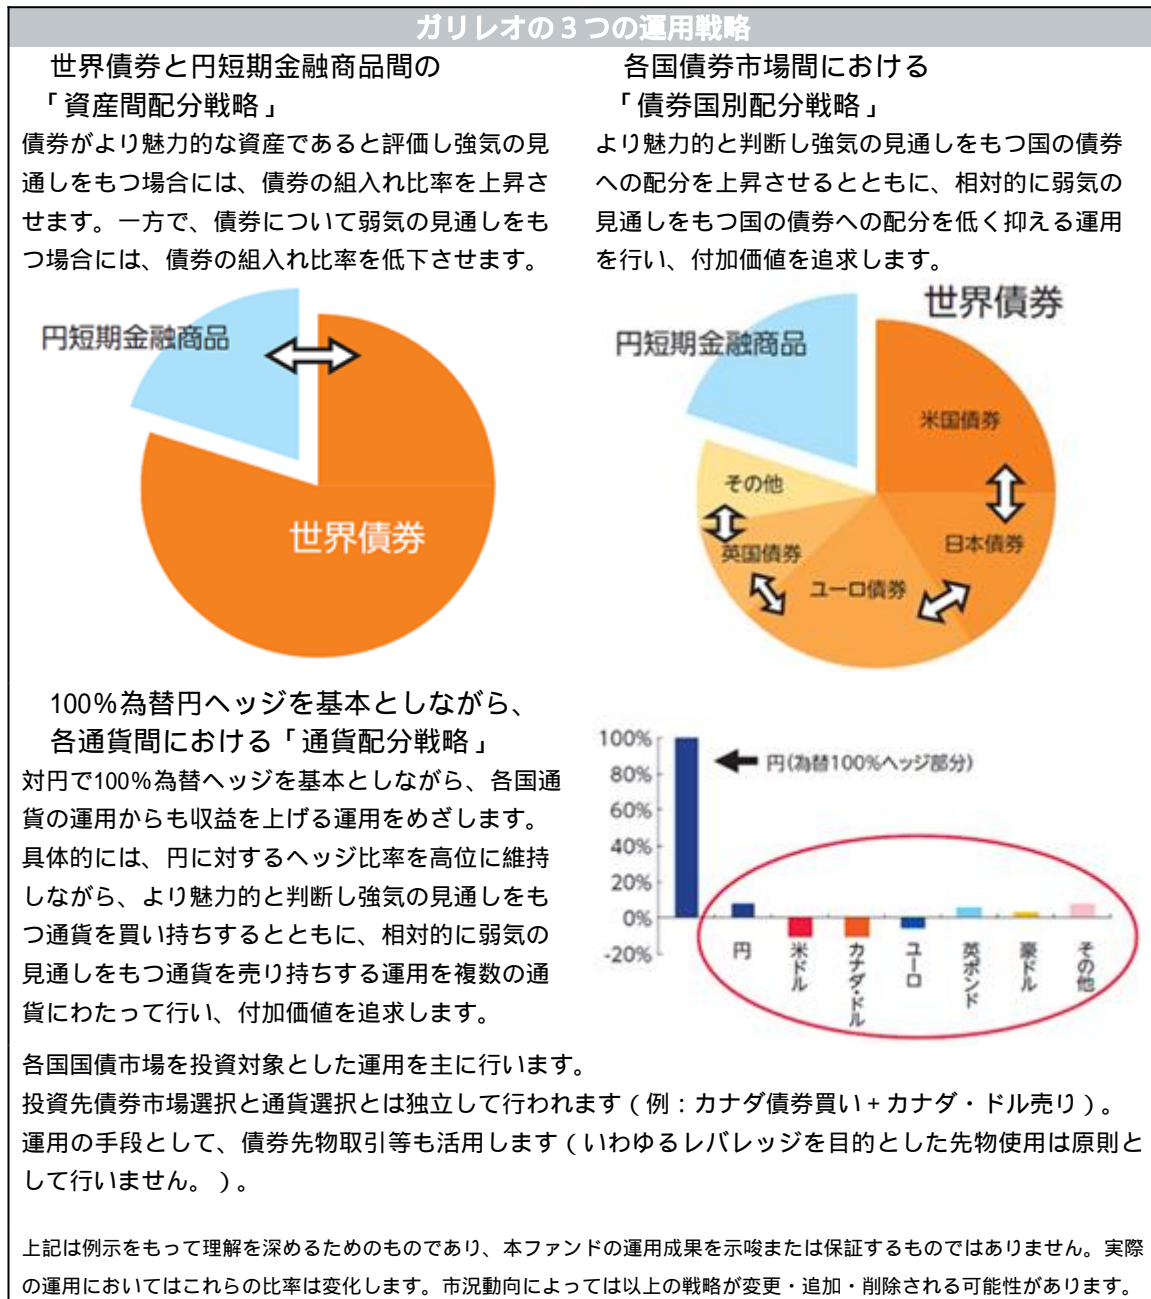 ガリレオの3つの運用戦略
世界債券と円短期金融商品間の
「資産間配分戦略」
債券がより魅力的な資産であると評価し強気の見
通しをもつ場合には、債券の組入れ比率を上昇さ
せます。一方で、債券について弱気の見通しをも
つ場合には、債券の組入れ比率を低下させます。
円短期金融商品
世界債券
各国債券市場間における
「債券国別配分戦略」
より魅力的と判断し強気の見通しをもつ国の債券
への配分を上昇させるとともに、相対的に弱気の
見通しをもつ国の債券への配分を低く抑える運用
を行い、付加価値を追求します。
世界債券
円短期金融商品
米国債券
その他
日本債券
英国債券
ユーロ債券
100%為替円ヘッジを基本としながら、
各通貨間における「通貨配分戦略」
対円で100%為替ヘッジを基本としながら、各国通
貨の運用からも収益を上げる運用をめざします。
具体的には、円に対するヘッジ比率を高位に維持
しながら、より魅力的と判断し強気の見通しをも
つ通貨を買い持ちするとともに、相対的に弱気の
見通しをもつ通貨を売り持ちする運用を複数の通
貨にわたって行い、付加価値を追求します。
100%
80%
60%
40%
20%
0%
-20%
円(為替100%ヘッジ部分)
円
米ドル
カナダ・ドル
ユーロ
英ポンド
豪ドル
その他
各国国債市場を投資対象とした運用を主に行います。
投資先債券市場選択と通貨選択とは独立して行われます(例:カナダ債券買い+カナダ・ドル売り)。
運用の手段として、債券先物取引等も活用します(いわゆるレバレッジを目的とした先物使用は原則と
して行いません。)。
上記は例示をもって理解を深めるためのものであり、本ファンドの運用成果を示唆または保証するものではありません。実際
の運用においてはこれらの比率は変化します。市況動向によっては以上の戦略が変更・追加・削除される可能性があります。